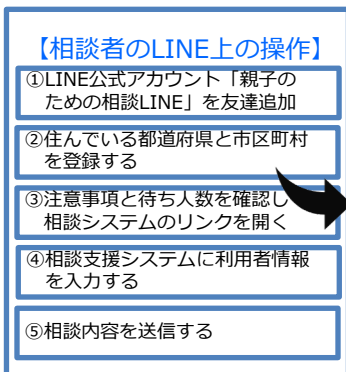 【相談者のLINE上の操作】
①LINE公式アカウント「親子の
ための相談LINE」を友達追加
②住んでいる都道府県と市区町村
を登録する
③注意事項と待ち人数を確認し
相談システムのリンクを開く
④相談支援システムに利用者情報
を入力する
⑤相談内容を送信する